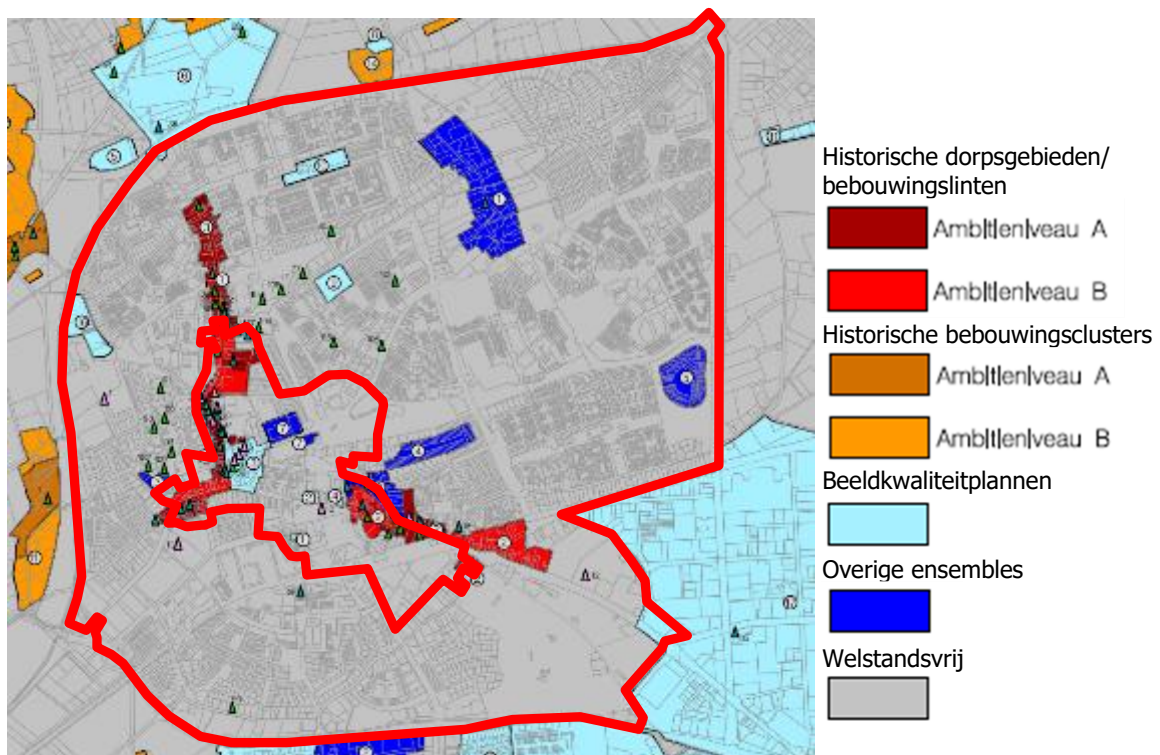 Historische dorpsgebieden/
bebouwingslinten
Amb|t|en|veau A
Amb|t|en|veau B
Historische bebouwingsclusters
Amb|t|en|veau A
Amb|t|en|veau B
Beeldkwaliteitplannen
Overige ensembles
Welstandsvrij